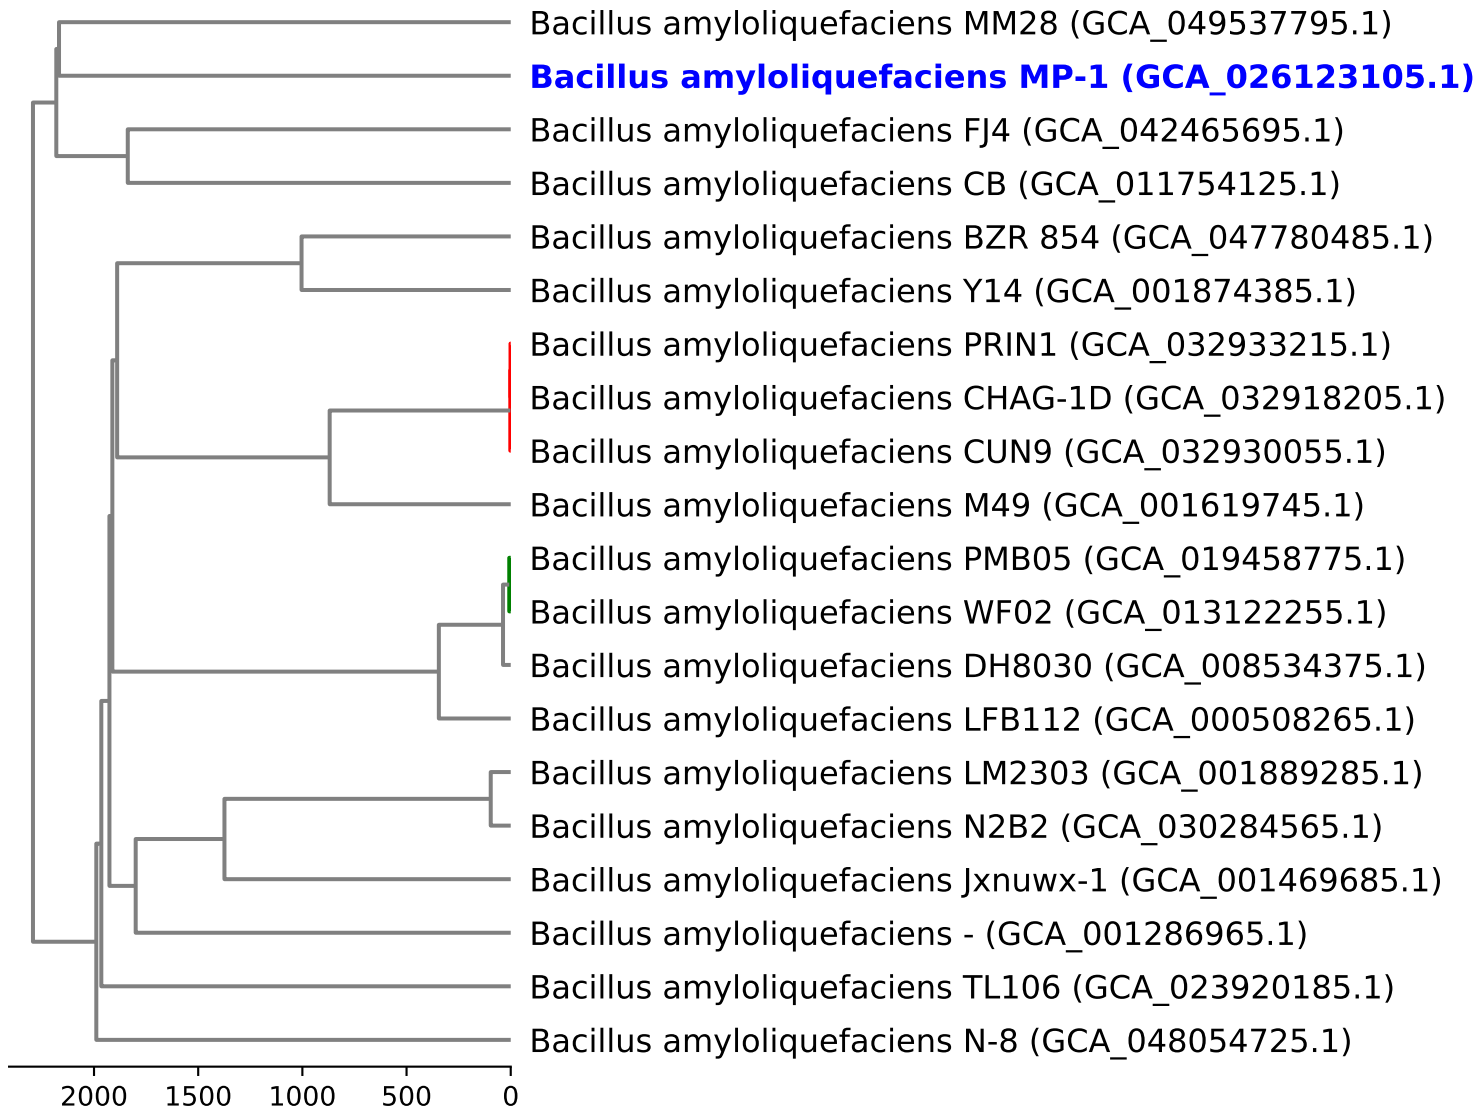 Bacillus amyloliquefaciens MM28 (GCA_049537795.1)
Bacillus amyloliquefaciens MP-1 (GCA_026123105.1)
Bacillus amyloliquefaciens FJ4 (GCA_042465695.1)
Bacillus amyloliquefaciens CB (GCA_011754125.1)
Bacillus amyloliquefaciens BZR 854 (GCA_047780485.1)
Bacillus amyloliquefaciens Y14 (GCA_001874385.1)
Bacillus amyloliquefaciens PRIN1 (GCA_032933215.1)
Bacillus amyloliquefaciens CHAG-1D (GCA_032918205.1)
Bacillus amyloliquefaciens CUN9 (GCA_032930055.1)
Bacillus amyloliquefaciens M49 (GCA_001619745.1)
Bacillus amyloliquefaciens PMB05 (GCA_019458775.1)
Bacillus amyloliquefaciens WF02 (GCA_013122255.1)
Bacillus amyloliquefaciens DH8030 (GCA_008534375.1)
Bacillus amyloliquefaciens LFB112 (GCA_000508265.1)
Bacillus amyloliquefaciens LM2303 (GCA_001889285.1)
Bacillus amyloliquefaciens N2B2 (GCA_030284565.1)
Bacillus amyloliquefaciens Jxnuwx-1 (GCA_001469685.1)
Bacillus amyloliquefaciens - (GCA_001286965.1)
Bacillus amyloliquefaciens TL106 (GCA_023920185.1)
Bacillus amyloliquefaciens N-8 (GCA_048054725.1)
2000 1500 1000 500 0